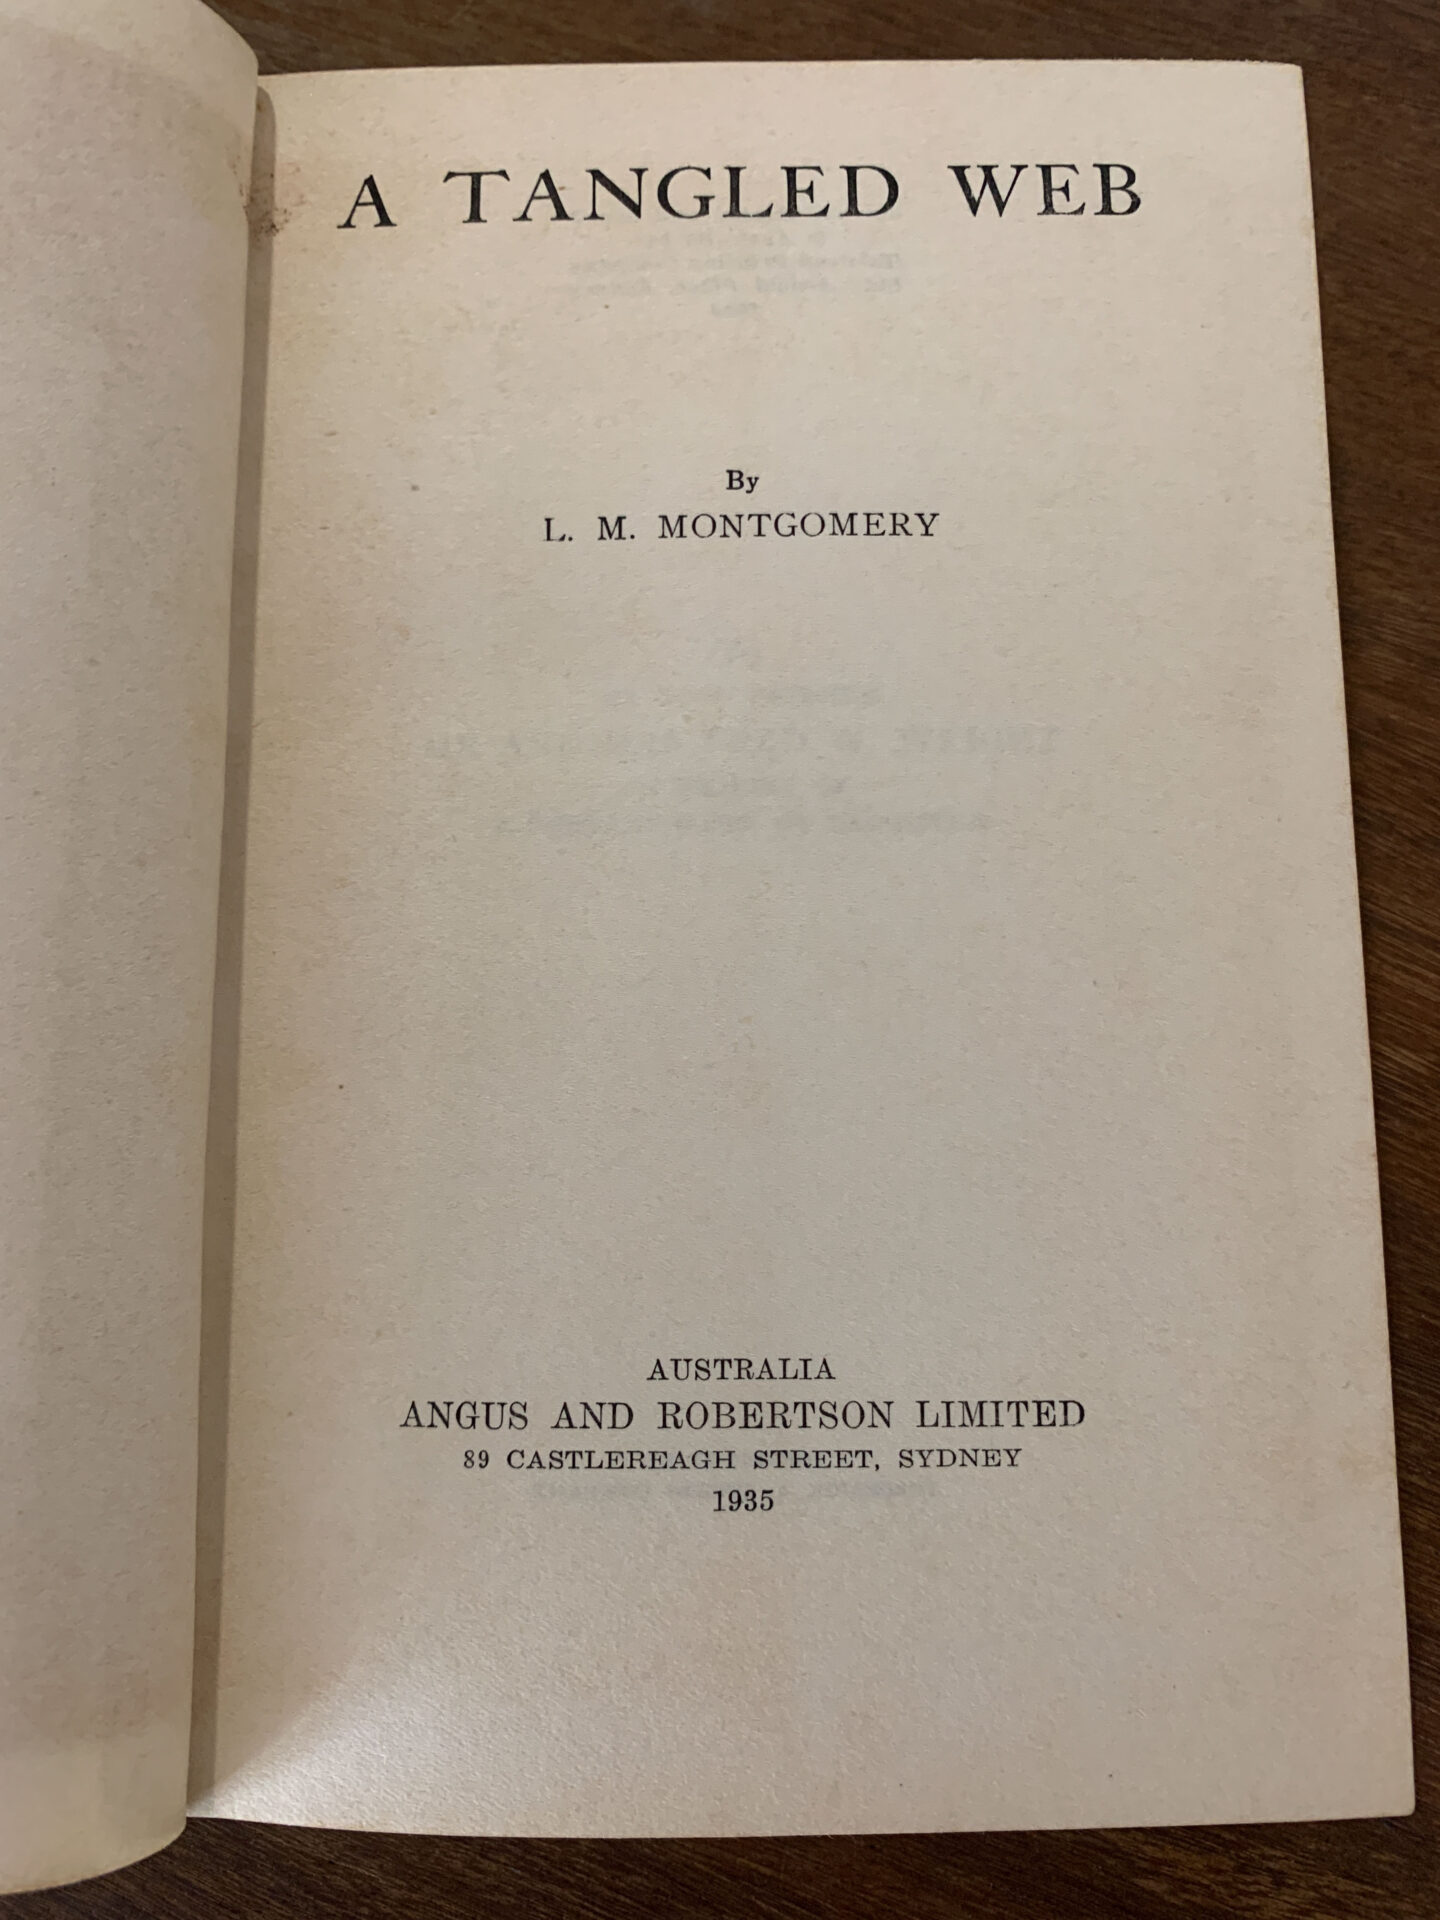 A TANGLED WEB
By
L. M. MONTGOMERY
AUSTRALIA
ANGUS AND ROBERTSON LIMITED
89 CASTLEREAGH STREET, SYDNEY
1935